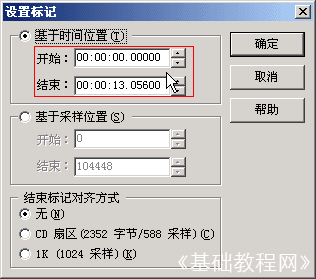 设置标记
基于时间位置(T)
开始：
00:00:00.00000
结束：
00:00:13.05600
基于采样位置(S)
开始：
0
结束：
104448
结束标记对齐方式
无(N)
CD 扇区(2352 字节/588 采样)(C)
1K (1024 采样)(K)
确定
取消
帮助
《基础教程网》